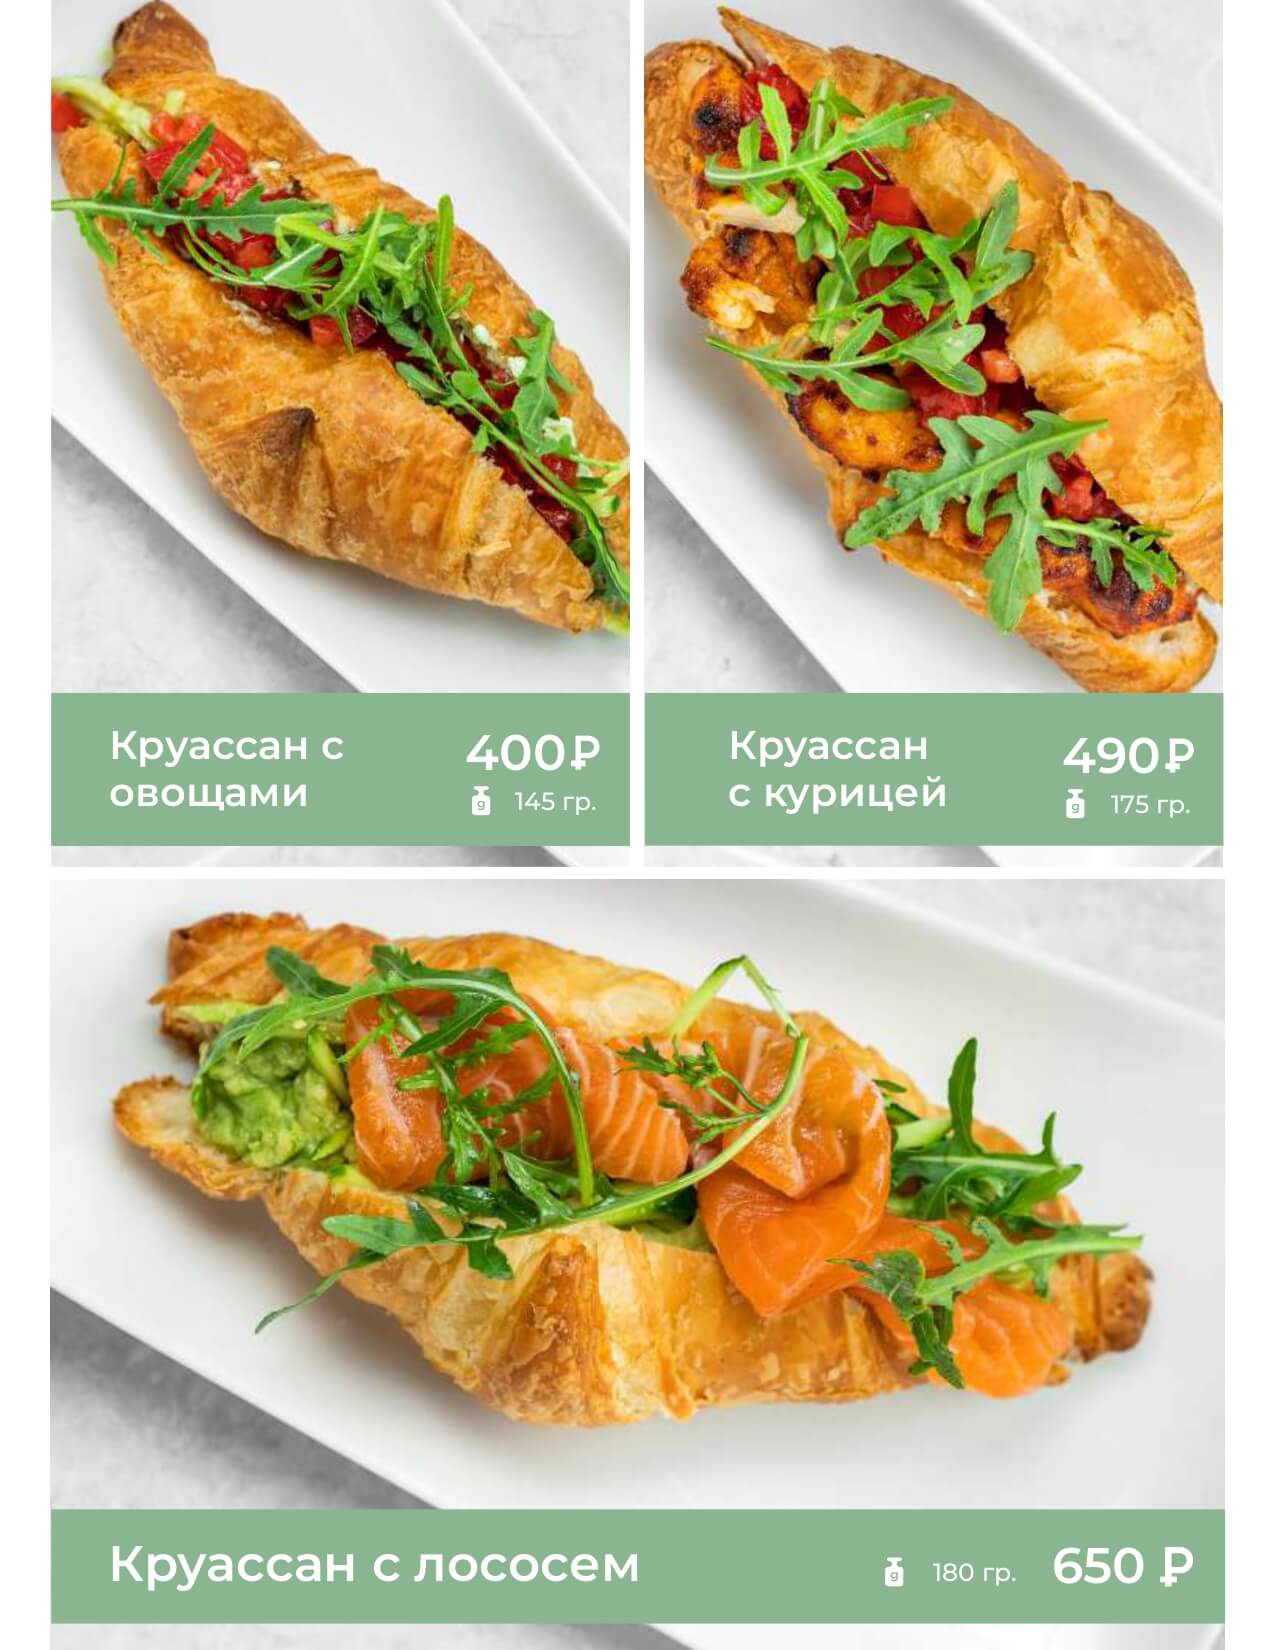 Круассан с
овощами
400₽
g 145 гр.
Круассан
с курицей
490₽
g 175 гр.
Круассан с лососем
g 180 гр. 650 ₽